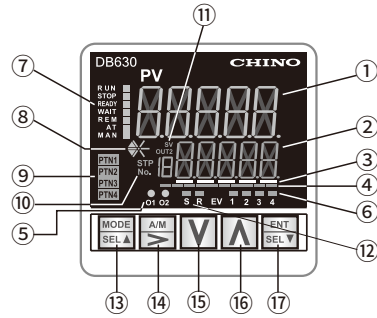 ⑪
DB630 CHINO
PV
①
⑦
RUN
STOP
READY
WAIT
REM
AT
MAN
②
⑧
SV
OUT2
STP
No.
③
⑨
PTN1
PTN2
PTN3
PTN4
④
⑩
⑤
O1 O2 S R EV 1 2 3 4
⑥
⑫
MODE
SEL▲
A/M
>
∨
∧
ENT
SEL▼
⑬ ⑭ ⑮ ⑯ ⑰